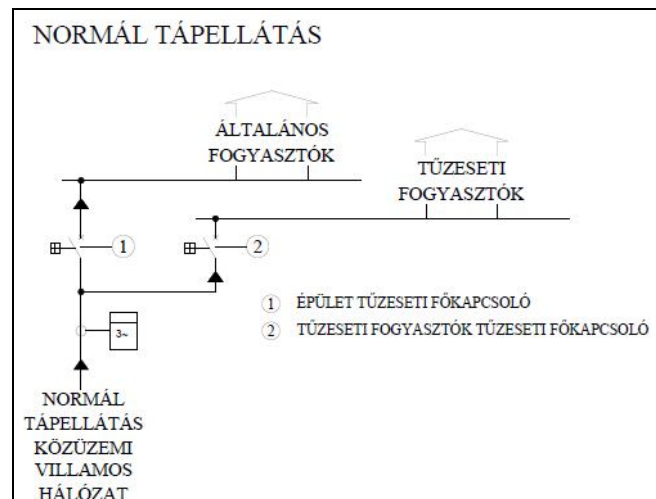 NORMÁL TÁPELLÁTÁS
ÁLTALÁNOS
FOGYASZTÓK
TŰZESETI
FOGYASZTÓK
1
2
1 ÉPÜLET TŰZESETI FŐKAPCSOLÓ
2 TŰZESETI FOGYASZTÓK TŰZESETI FŐKAPCSOLÓ
3~
NORMÁL
TÁPELLÁTÁS
KÖZÜZEMI
VILLAMOS
HÁLÓZAT